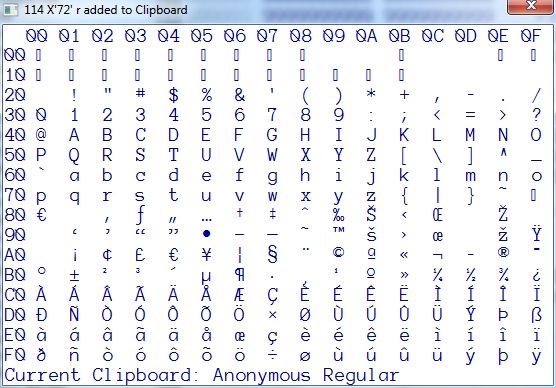 114 X'72' r added to Clipboard
00 01 02 03 04 05 06 07 08 09 0A 0B 0C 0D 0E 0F
00 ▯ ▯ ▯ ▯ ▯ ▯ ▯ ▯ ▯ ▯ ▯ ▯
10 ▯ ▯ ▯ ▯ ▯ ▯ ▯ ▯ ▯ ▯ ▯ ▯
20 ! " # $ % & ' ( ) * + , - . /
30 0 1 2 3 4 5 6 7 8 9 : ; < = > ?
40 @ A B C D E F G H I J K L M N O
50 P Q R S T U V W X Y Z [ \ ] ^ _
60 ` a b c d e f g h i j k l m n o
70 p q r s t u v w x y z { | } ~ ▯
80 € ‚ ƒ „ … † ‡ ˆ ‰ Š ‹ Œ Ž
90 ‘ ’ “ ” • – — ˜ ™ š › œ ž Ÿ
A0 ¡ ¢ £ € ¥ ¦ § ¨ © ª « ¬ - ® ¯
B0 ° ± ² ³ ´ µ ¶ · ¸ ¹ º » ¼ ½ ¾ ¿
C0 À Á Â Ã Ä Å Æ Ç È É Ê Ë Ì Í Î Ï
D0 Ð Ñ Ò Ó Ô Õ Ö × Ø Ù Ú Û Ü Ý Þ ß
E0 à á â ã ä å æ ç è é ê ë ì í î ï
F0 ð ñ ò ó ô õ ö ÷ ø ù ú û ü ý þ ÿ
Current Clipboard: Anonymous Regular